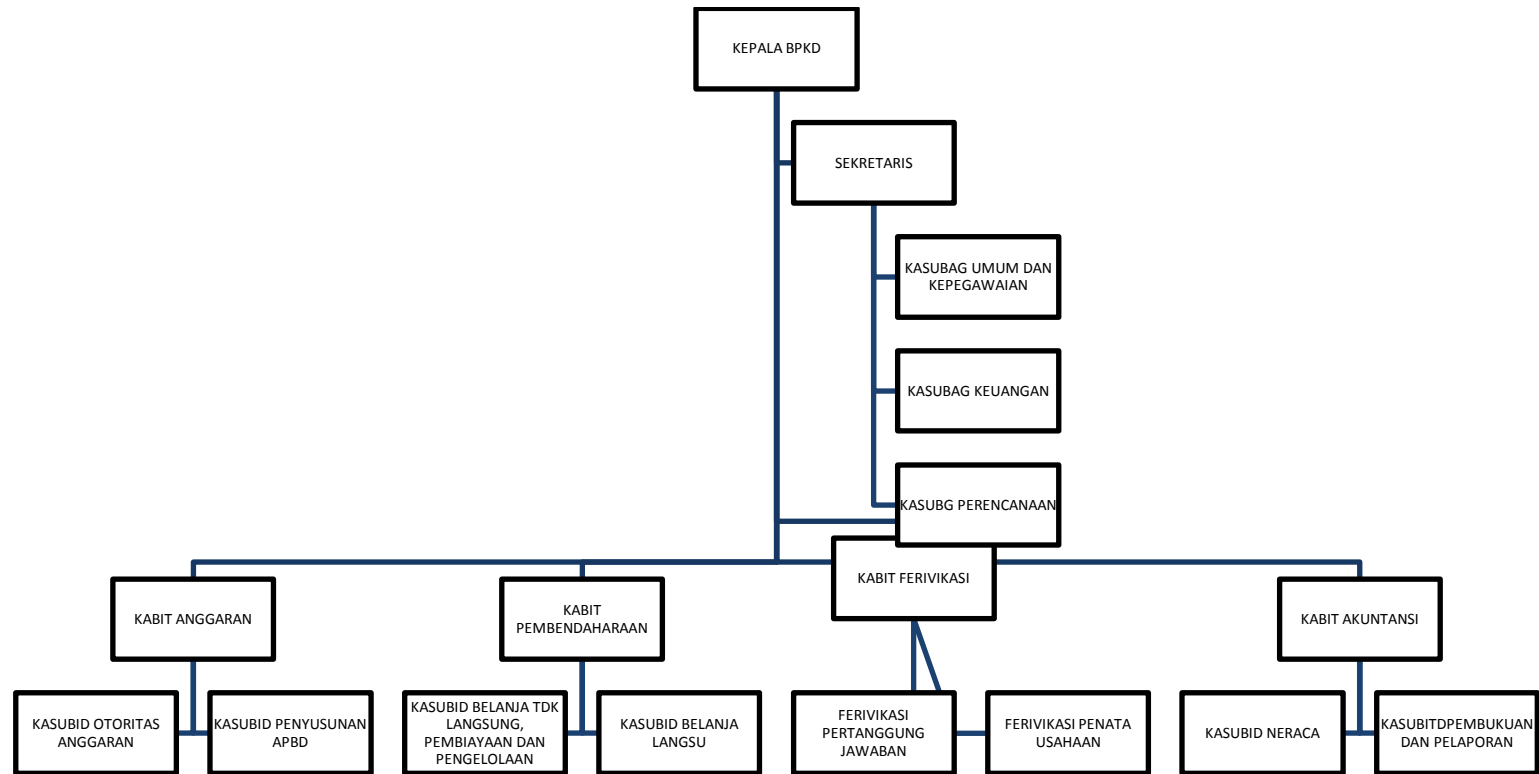 KEPALA BPKD
SEKRETARIS
KASUBAG UMUM DAN
KEPEGAWAIAN
KASUBAG KEUANGAN
KASUBG PERENCANAAN
KABIT ANGGARAN
KABIT
PEMBENDAHARAAN
KABIT FERIVIKASI
KABIT AKUNTANSI
KASUBID OTORITAS
ANGGARAN
KASUBID PENYUSUNAN
APBD
KASUBID BELANJA TDK
LANGSUNG,
PEMBIAYAAN DAN
PENGELOLAAN
KASUBID BELANJA
LANGSU
FERIVIKASI
PERTANGGUNG
JAWABAN
FERIVIKASI PENATA
USAHAAN
KASUBID NERACA
KASUBITDPEMBUKUAN
DAN PELAPORAN